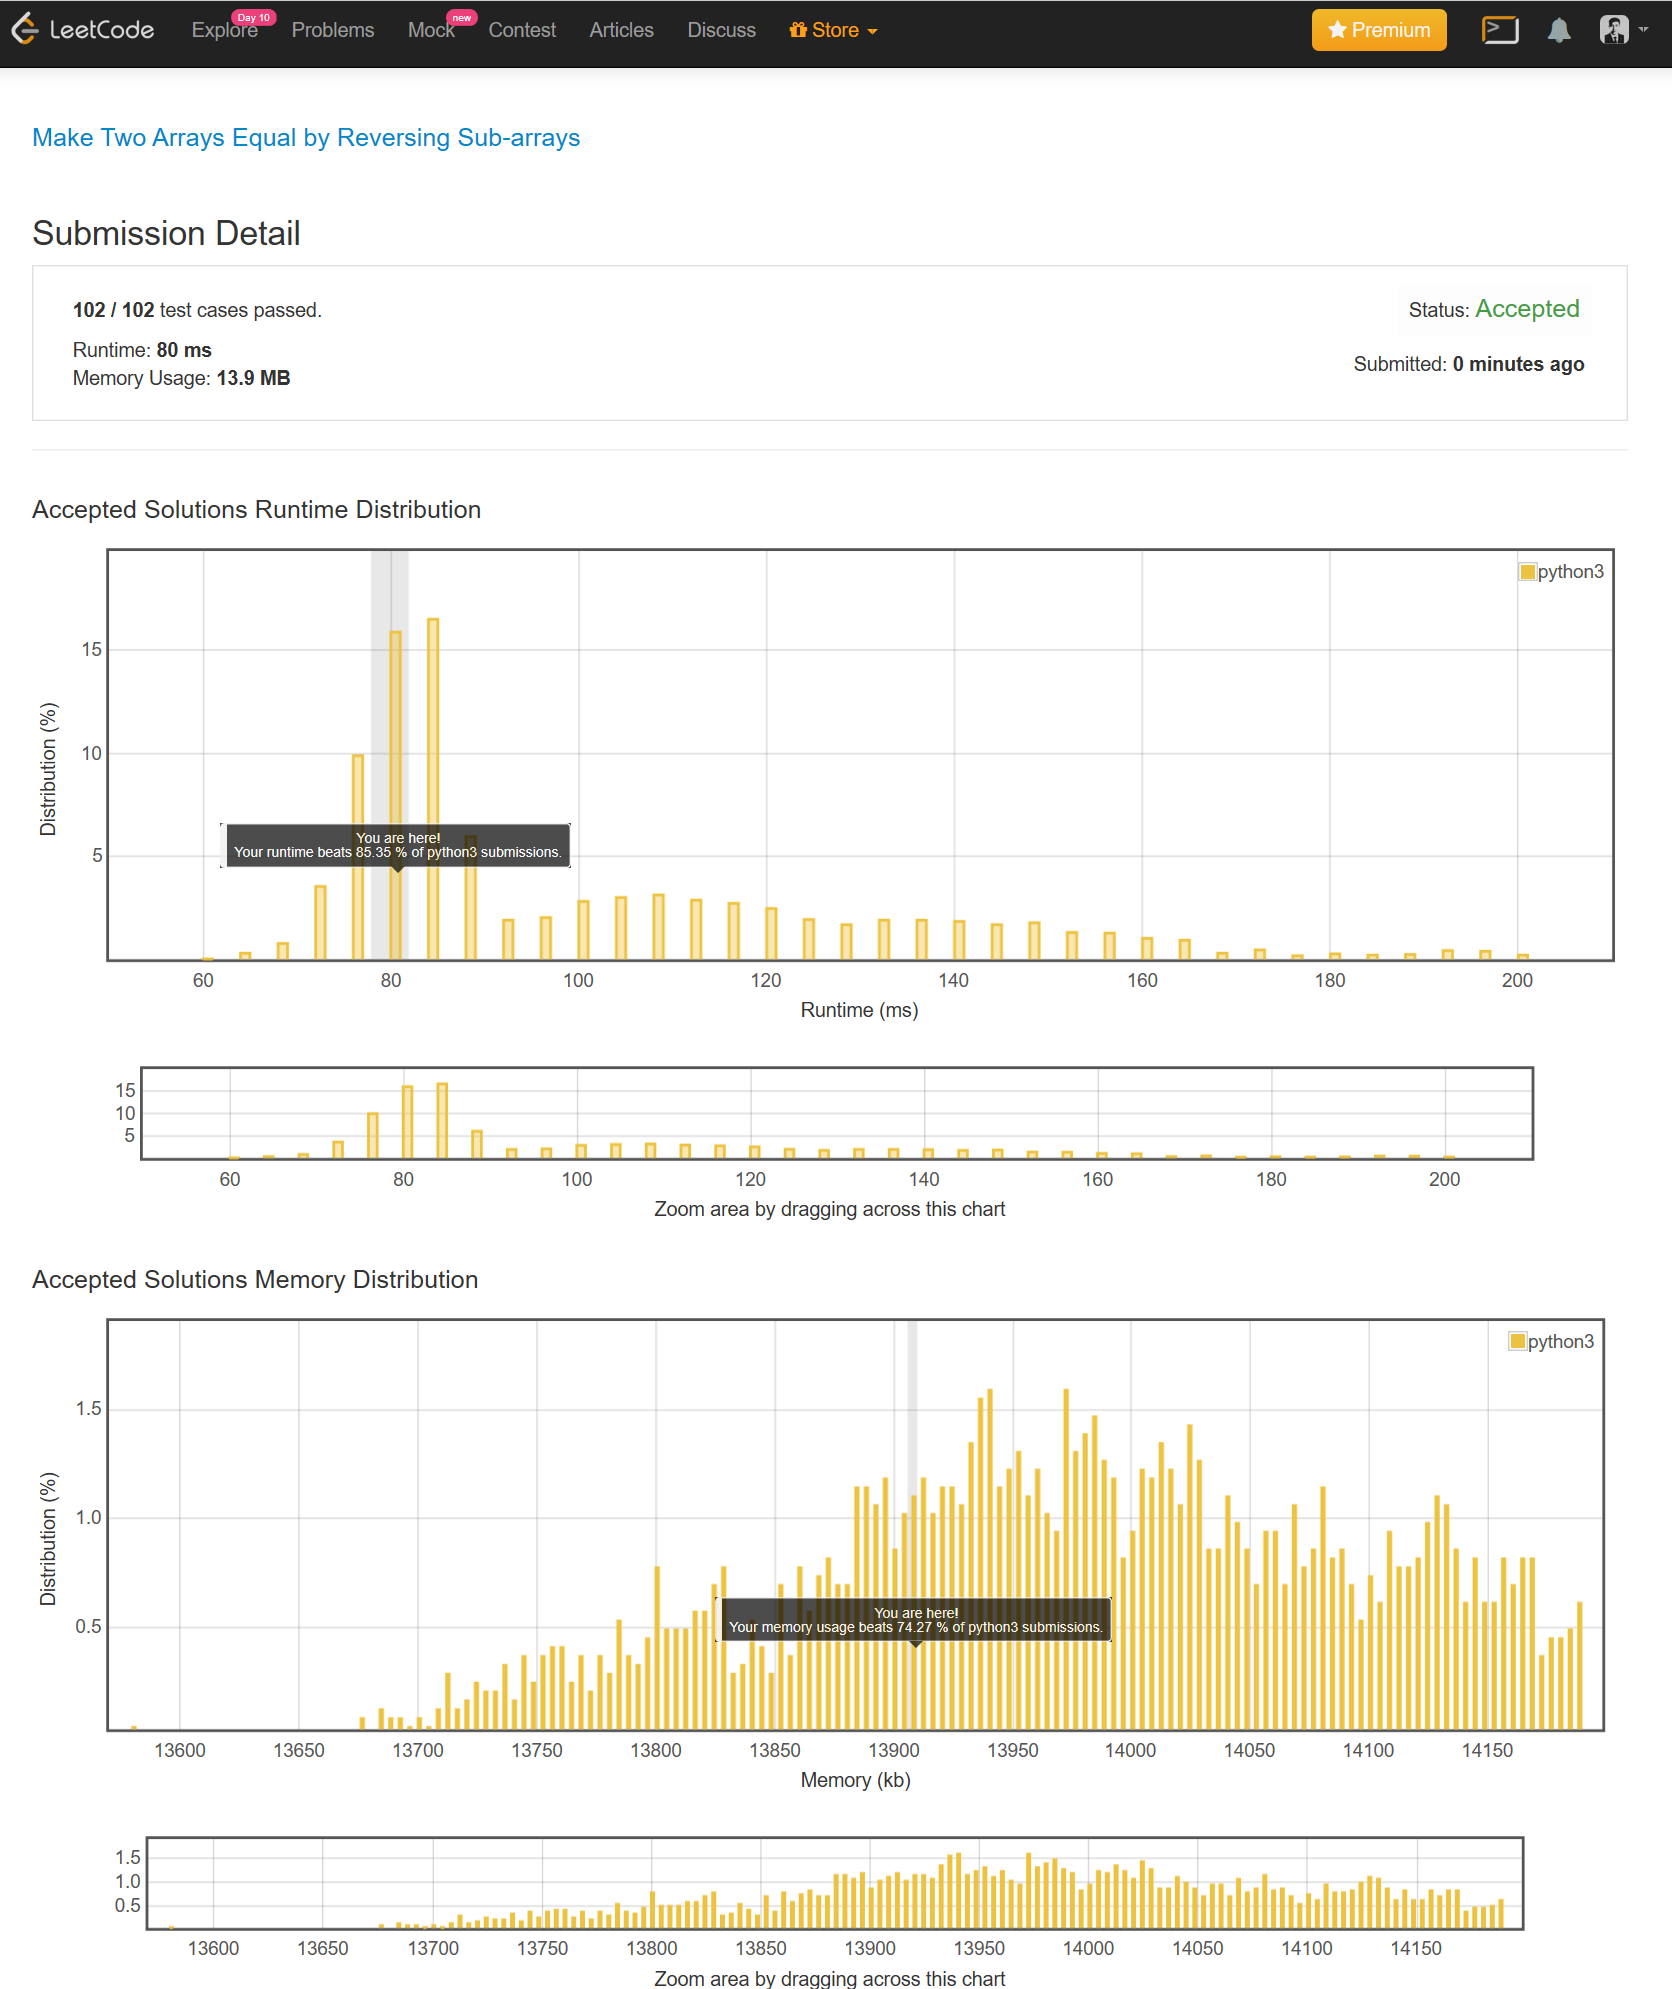 LeetCode Explore Day 10 Problems Mock new Contest Articles Discuss Store Premium
Make Two Arrays Equal by Reversing Sub-arrays
Submission Detail
102 / 102 test cases passed.
Status: Accepted
Runtime: 80 ms
Submitted: 0 minutes ago
Memory Usage: 13.9 MB
Accepted Solutions Runtime Distribution
python3
15
10
5
Distribution (%)
You are here!
Your runtime beats 85.35 % of python3 submissions.
60 80 100 120 140 160 180 200
Runtime (ms)
15
10
5
60 80 100 120 140 160 180 200
Zoom area by dragging across this chart
Accepted Solutions Memory Distribution
python3
1.5
1.0
0.5
Distribution (%)
You are here!
Your memory usage beats 74.27 % of python3 submissions.
13600 13650 13700 13750 13800 13850 13900 13950 14000 14050 14100 14150
Memory (kb)
1.5
1.0
0.5
13600 13650 13700 13750 13800 13850 13900 13950 14000 14050 14100 14150
Zoom area by dragging across this chart